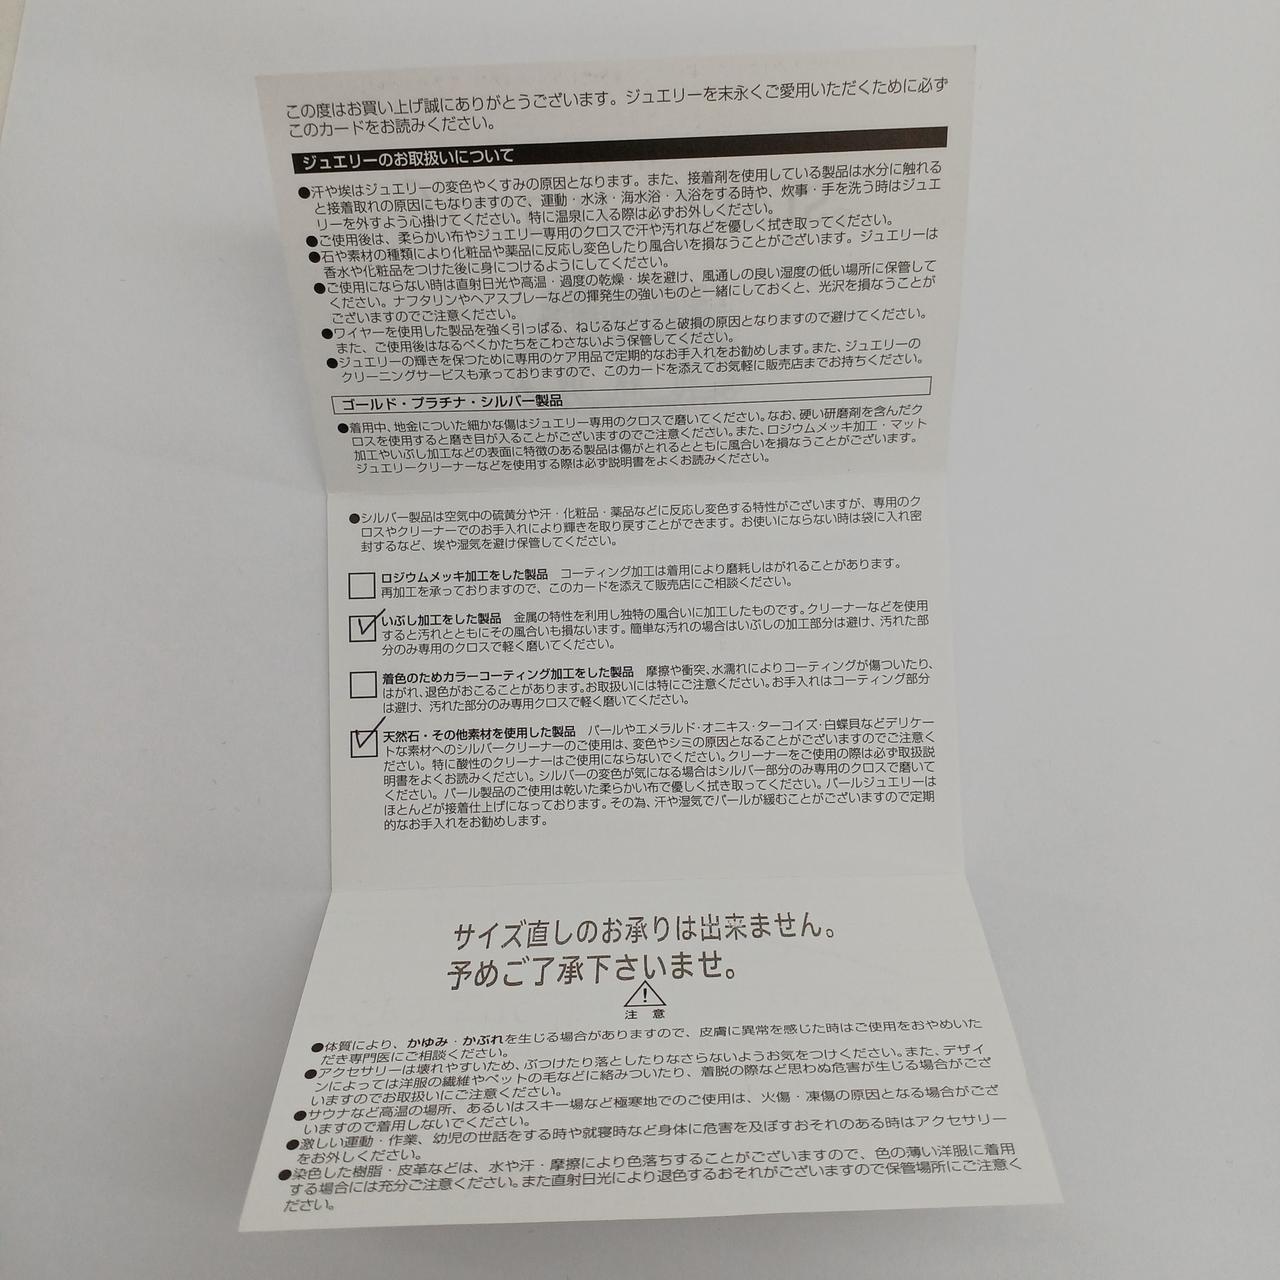 この度はお買い上げ誠にありがとうございます。ジュエリーを末永くご愛用いただくために必ず
このカードをお読みください。
ジュエリーのお取扱いについて
●汗や埃はジュエリーの変色やくすみの原因となります。また、接着剤を使用している製品は水分に触れる
と接着取れの原因にもなりますので、運動・水泳・海水浴・入浴をする時や、炊事・手を洗う時はジュエ
リーを外すよう心掛けてください。特に温泉に入る際は必ずお外しください。
●ご使用後は、柔らかい布やジュエリー専用のクロスで汗や汚れなどを優しく拭き取ってください。
●石や素材の種類により化粧品や薬品に反応し変色したり風合いを損なうことがございます。ジュエリーは
香水や化粧品をつけた後に身につけるようにしてください。
●ご使用にならない時は直射日光や高温・過度の乾燥・埃を避け、風通しの良い湿度の低い場所に保管して
ください。ナフタリンやヘアスプレーなどの揮発生の強いものと一緒にしておくと、光沢を損なうことが
ございますのでご注意ください。
●ワイヤーを使用した製品を強く引っぱる、ねじるなどすると破損の原因となりますので避けてください。
また、ご使用後はなるべくかたちをこわさないよう保管してください。
●ジュエリーの輝きを保つために専用のケア用品で定期的なお手入れをお勧めします。また、ジュエリーの
クリーニングサービスも承っておりますので、このカードを添えてお気軽に販売店までお持ちください。
ゴールド・プラチナ・シルバー製品
●着用中、地金についた細かな傷はジュエリー専用のクロスで磨いてください。なお、硬い研磨剤を含んだク
ロスを使用すると磨き目が入ることがございますのでご注意ください。また、ロジウムメッキ加工・マット
加工やいぶし加工などの表面に特徴のある製品は傷がとれるとともに風合いを損なうことがございます。
ジュエリークリーナーなどを使用する際は必ず説明書をよくお読みください。
●シルバー製品は空気中の硫黄分や汗・化粧品・薬品などに反応し変色する特性がございますが、専用のク
ロスやクリーナーでのお手入れにより輝きを取り戻すことができます。お使いにならない時は袋に入れ密
封するなど、埃や湿気を避け保管してください。
ロジウムメッキ加工をした製品 コーティング加工は着用により磨耗しはがれることがあります。
再加工を承っておりますので、このカードを添えて販売店にご相談ください。
いぶし加工をした製品 金属の特性を利用し独特の風合いに加工したものです。クリーナーなどを使用
すると汚れとともにその風合いも損ないます。簡単な汚れの場合はいぶしの加工部分は避け、汚れた部
分のみ専用のクロスで軽く磨いてください。
着色のためカラーコーティング加工をした製品 摩擦や衝突、水濡れによりコーティングが傷ついたり、
はがれ、退色がおこることがあります。お取扱いには特にご注意ください。お手入れはコーティング部分
は避け、汚れた部分のみ専用クロスで軽く磨いてください。
天然石・その他素材を使用した製品 パールやエメラルド・オニキス・ターコイズ・白蝶貝などデリケー
トな素材へのシルバークリーナーのご使用は、変色やシミの原因となることがございますのでご注意く
ださい。特に酸性のクリーナーはご使用にならないでください。クリーナーをご使用の際は必ず取扱説
明書をよくお読みください。シルバーの変色が気になる場合はシルバー部分のみ専用のクロスで磨いて
ください。パール製品のご使用は乾いた柔らかい布で優しく拭き取ってください。パールジュエリーは
ほとんどが接着仕上げになっております。その為、汗や湿気でパールが緩むことがございますので定期
的なお手入れをお勧めします。
サイズ直しのお承りは出来ません。
予めご了承下さいませ。
注 意
●体質により、かゆみ・かぶれを生じる場合がありますので、皮膚に異常を感じた時はご使用をおやめいた
だき専門医にご相談ください。
●アクセサリーは壊れやすいため、ぶつけたり落としたりなさらないようお気をつけください。また、デザイ
ンによっては洋服の繊維やペットの毛などに絡みついたり、着脱の際など思わぬ危害が生じる場合がござ
いますのでお取扱いにご注意ください。
●サウナなど高温の場所、あるいはスキー場など極寒地でのご使用は、火傷・凍傷の原因となる場合がござ
いますので着用しないでください。
●激しい運動・作業、幼児の世話をする時や就寝時など身体に危害を及ぼすおそれのある時はアクセサリー
をお外しください。
●染色した樹脂・皮革などは、水や汗・摩擦により色落ちすることがございますので、色の薄い洋服に着用
する場合には充分ご注意ください。また直射日光により退色するおそれがございますので保管場所にご注意く
ださい。